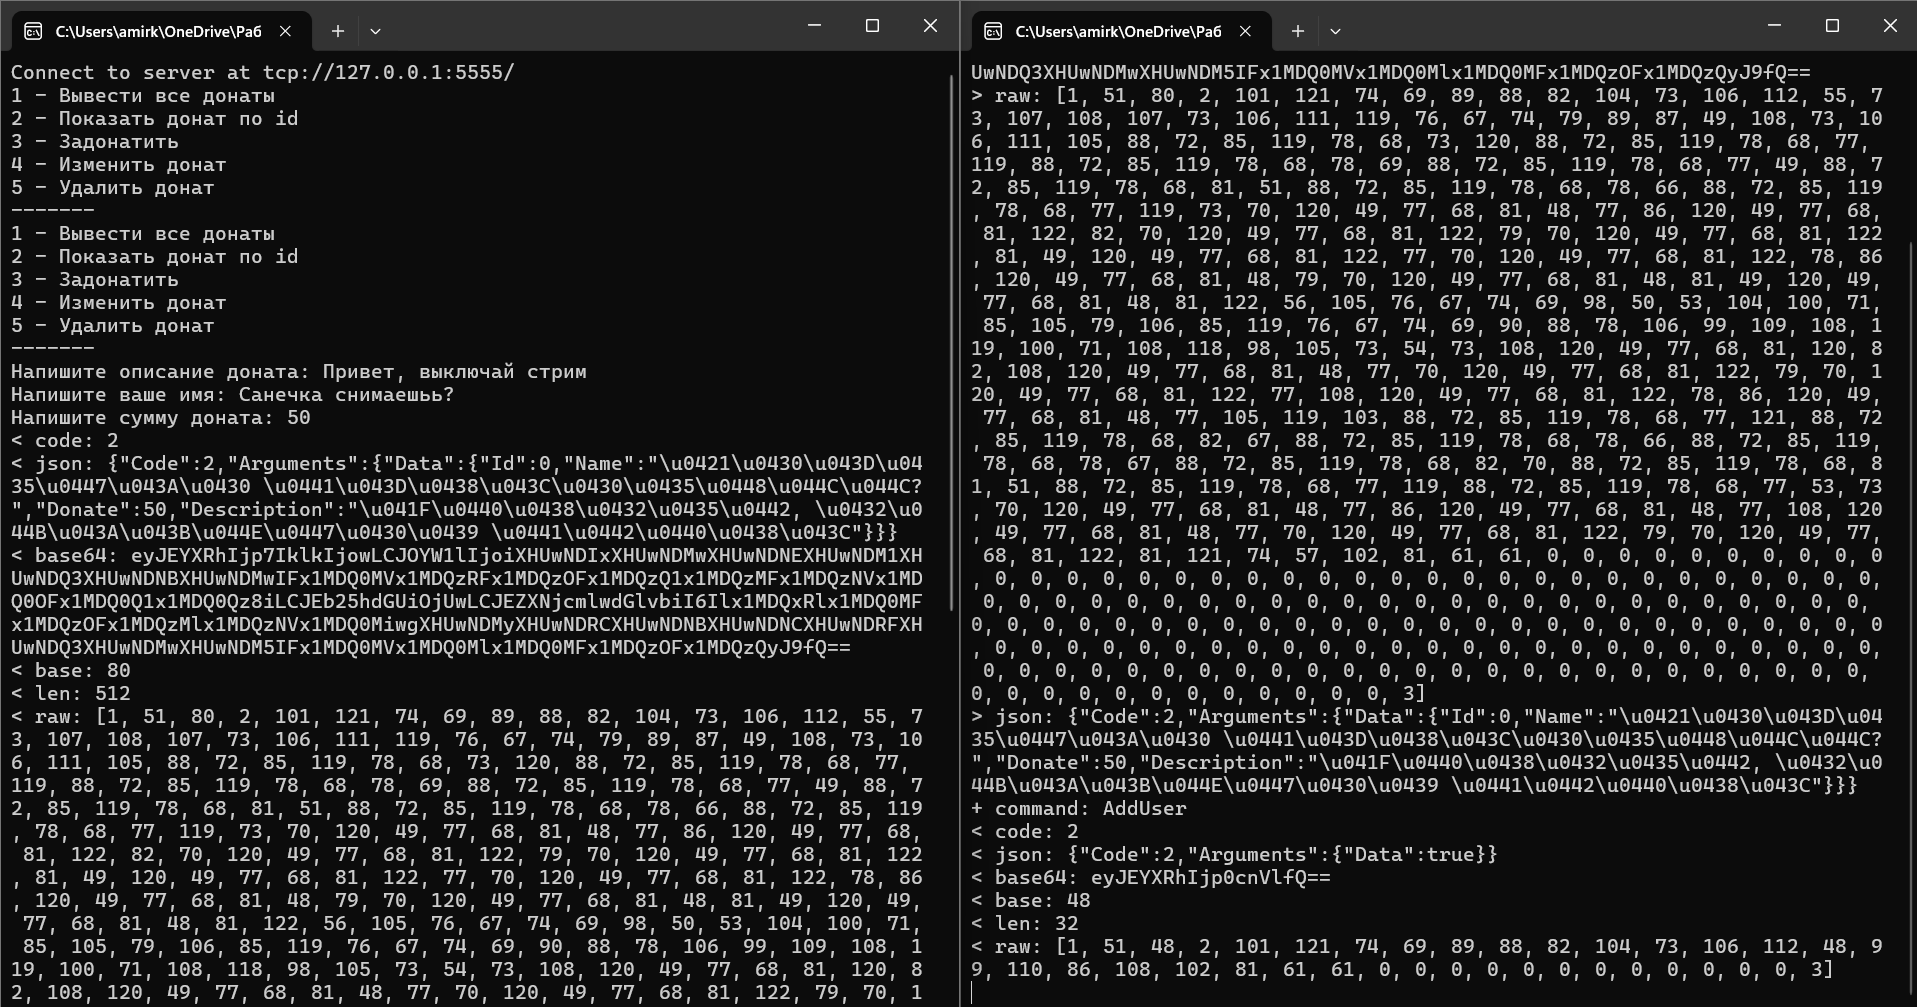 C:\Users\amirk\OneDrive\Раб
Connect to server at tcp://127.0.0.1:5555/
1 - Вывести все донаты
2 - Показать донат по id
3 - Задонатить
4 - Изменить донат
5 - Удалить донат
-------
1 - Вывести все донаты
2 - Показать донат по id
3 - Задонатить
4 - Изменить донат
5 - Удалить донат
-------
Напишите описание доната: Привет, выключай стрим
Напишите ваше имя: Санечка снимаешьь?
Напишите сумму доната: 50
< code: 2
< json: {"Code":2,"Arguments":{"Data":{"Id":0,"Name":"\u0421\u0430\u043D\u04
35\u0447\u043A\u0430 \u0441\u043D\u0438\u043C\u0430\u0435\u0448\u044C\u044C?
","Donate":50,"Description":"\u041F\u0440\u0438\u0432\u0435\u0442, \u0432\u0
44B\u043A\u043B\u044E\u0447\u0430\u0439 \u0441\u0442\u0440\u0438\u043C"}}}
< base64: eyJEYXRhIjp7IklkIjowLCJOYW1lIjoiXHUwNDIxXHUwNDMwXHUwNDNEXHUwNDM1XH
UwNDQ3XHUwNDNBXHUwNDMwIFx1MDQ0MVx1MDQzRFx1MDQzOFx1MDQzQ1x1MDQzMFx1MDQzNVx1MD
Q0OFx1MDQ0Q1x1MDQ0Qz8iLCJEb25hdGUiOjUwLCJEZXNjcmlwdGlvbiI6Ilx1MDQxRlx1MDQ0MF
x1MDQzOFx1MDQzMlx1MDQzNVx1MDQ0MiwgXHUwNDMyXHUwNDRCXHUwNDNBXHUwNDNCXHUwNDRFXH
UwNDQ3XHUwNDMwXHUwNDM5IFx1MDQ0MVx1MDQ0Mlx1MDQ0MFx1MDQzOFx1MDQzQyJ9fQ==
< base: 80
< len: 512
< raw: [1, 51, 80, 2, 101, 121, 74, 69, 89, 88, 82, 104, 73, 106, 112, 55, 7
3, 107, 108, 107, 73, 106, 111, 119, 76, 67, 74, 79, 89, 87, 49, 108, 73, 10
6, 111, 105, 88, 72, 85, 119, 78, 68, 73, 120, 88, 72, 85, 119, 78, 68, 77,
119, 88, 72, 85, 119, 78, 68, 78, 69, 88, 72, 85, 119, 78, 68, 77, 49, 88, 7
2, 85, 119, 78, 68, 81, 51, 88, 72, 85, 119, 78, 68, 78, 66, 88, 72, 85, 119
, 78, 68, 77, 119, 73, 70, 120, 49, 77, 68, 81, 48, 77, 86, 120, 49, 77, 68,
 81, 122, 82, 70, 120, 49, 77, 68, 81, 122, 79, 70, 120, 49, 77, 68, 81, 122
, 81, 49, 120, 49, 77, 68, 81, 122, 77, 70, 120, 49, 77, 68, 81, 122, 78, 86
, 120, 49, 77, 68, 81, 48, 79, 70, 120, 49, 77, 68, 81, 48, 81, 49, 120, 49,
 77, 68, 81, 48, 81, 122, 56, 105, 76, 67, 74, 69, 98, 50, 53, 104, 100, 71,
 85, 105, 79, 106, 85, 119, 76, 67, 74, 69, 90, 88, 78, 106, 99, 109, 108, 1
19, 100, 71, 108, 118, 98, 105, 73, 54, 73, 108, 120, 49, 77, 68, 81, 120, 8
2, 108, 120, 49, 77, 68, 81, 48, 77, 70, 120, 49, 77, 68, 81, 122, 79, 70, 1
C:\Users\amirk\OneDrive\Раб
UwNDQ3XHUwNDMwXHUwNDM5IFx1MDQ0MVx1MDQ0Mlx1MDQ0MFx1MDQzOFx1MDQzQyJ9fQ==
> raw: [1, 51, 80, 2, 101, 121, 74, 69, 89, 88, 82, 104, 73, 106, 112, 55, 7
3, 107, 108, 107, 73, 106, 111, 119, 76, 67, 74, 79, 89, 87, 49, 108, 73, 10
6, 111, 105, 88, 72, 85, 119, 78, 68, 73, 120, 88, 72, 85, 119, 78, 68, 77,
119, 88, 72, 85, 119, 78, 68, 78, 69, 88, 72, 85, 119, 78, 68, 77, 49, 88, 7
2, 85, 119, 78, 68, 81, 51, 88, 72, 85, 119, 78, 68, 78, 66, 88, 72, 85, 119
, 78, 68, 77, 119, 73, 70, 120, 49, 77, 68, 81, 48, 77, 86, 120, 49, 77, 68,
 81, 122, 82, 70, 120, 49, 77, 68, 81, 122, 79, 70, 120, 49, 77, 68, 81, 122
, 81, 49, 120, 49, 77, 68, 81, 122, 77, 70, 120, 49, 77, 68, 81, 122, 78, 86
, 120, 49, 77, 68, 81, 48, 79, 70, 120, 49, 77, 68, 81, 48, 81, 49, 120, 49,
 77, 68, 81, 48, 81, 122, 56, 105, 76, 67, 74, 69, 98, 50, 53, 104, 100, 71,
 85, 105, 79, 106, 85, 119, 76, 67, 74, 69, 90, 88, 78, 106, 99, 109, 108, 1
19, 100, 71, 108, 118, 98, 105, 73, 54, 73, 108, 120, 49, 77, 68, 81, 120, 8
2, 108, 120, 49, 77, 68, 81, 48, 77, 70, 120, 49, 77, 68, 81, 122, 79, 70, 1
20, 49, 77, 68, 81, 122, 77, 108, 120, 49, 77, 68, 81, 122, 78, 86, 120, 49,
 77, 68, 81, 48, 77, 105, 119, 103, 88, 72, 85, 119, 78, 68, 77, 121, 88, 72
, 85, 119, 78, 68, 82, 67, 88, 72, 85, 119, 78, 68, 78, 66, 88, 72, 85, 119,
 78, 68, 78, 67, 88, 72, 85, 119, 78, 68, 82, 70, 88, 72, 85, 119, 78, 68, 8
1, 51, 88, 72, 85, 119, 78, 68, 77, 119, 88, 72, 85, 119, 78, 68, 77, 53, 73
, 70, 120, 49, 77, 68, 81, 48, 77, 86, 120, 49, 77, 68, 81, 48, 77, 108, 120
, 49, 77, 68, 81, 48, 77, 70, 120, 49, 77, 68, 81, 122, 79, 70, 120, 49, 77,
 68, 81, 122, 81, 121, 74, 57, 102, 81, 61, 61, 0, 0, 0, 0, 0, 0, 0, 0, 0, 0
, 0, 0, 0, 0, 0, 0, 0, 0, 0, 0, 0, 0, 0, 0, 0, 0, 0, 0, 0, 0, 0, 0, 0, 0, 0,
 0, 0, 0, 0, 0, 0, 0, 0, 0, 0, 0, 0, 0, 0, 0, 0, 0, 0, 0, 0, 0, 0, 0, 0, 0,
0, 0, 0, 0, 0, 0, 0, 0, 0, 0, 0, 0, 0, 0, 0, 0, 0, 0, 0, 0, 0, 0, 0, 0, 0, 0
, 0, 0, 0, 0, 0, 0, 0, 0, 0, 0, 0, 0, 0, 0, 0, 0, 0, 0, 0, 0, 0, 0, 0, 0, 0,
 0, 0, 0, 0, 0, 0, 0, 0, 0, 0, 0, 0, 0, 0, 0, 0, 0, 0, 0, 0, 0, 0, 0, 0, 0,
0, 0, 0, 0, 0, 0, 0, 0, 0, 0, 0, 0, 3]
> json: {"Code":2,"Arguments":{"Data":{"Id":0,"Name":"\u0421\u0430\u043D\u04
35\u0447\u043A\u0430 \u0441\u043D\u0438\u043C\u0430\u0435\u0448\u044C\u044C?
","Donate":50,"Description":"\u041F\u0440\u0438\u0432\u0435\u0442, \u0432\u0
44B\u043A\u043B\u044E\u0447\u0430\u0439 \u0441\u0442\u0440\u0438\u043C"}}}
+ command: AddUser
< code: 2
< json: {"Code":2,"Arguments":{"Data":true}}
< base64: eyJEYXRhIjp0cnVlfQ==
< base: 48
< len: 32
< raw: [1, 51, 48, 2, 101, 121, 74, 69, 89, 88, 82, 104, 73, 106, 112, 48, 9
9, 110, 86, 108, 102, 81, 61, 61, 0, 0, 0, 0, 0, 0, 0, 0, 0, 0, 0, 3]